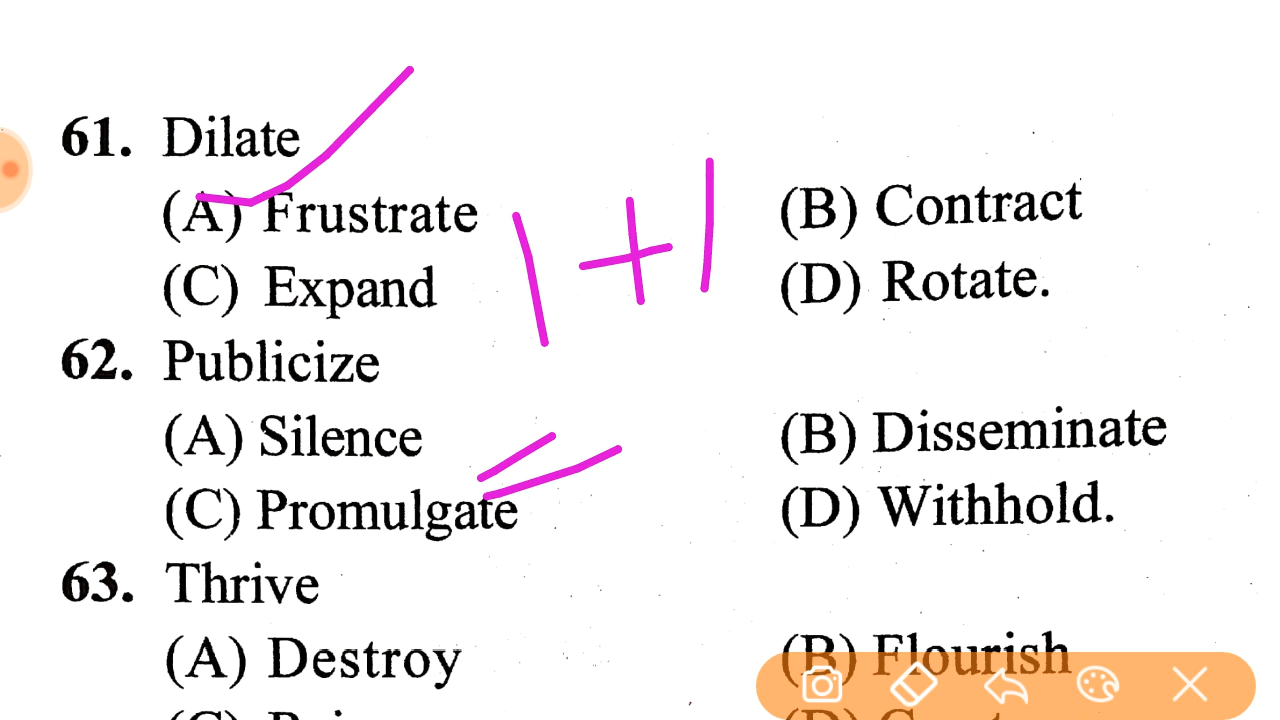 61. Dilate
(A) Frustrate (B) Contract
(C) Expand (D) Rotate.
1+1
62. Publicize
(A) Silence (B) Disseminate
(C) Promulgate (D) Withhold.
63. Thrive
(A) Destroy (B) Flourish